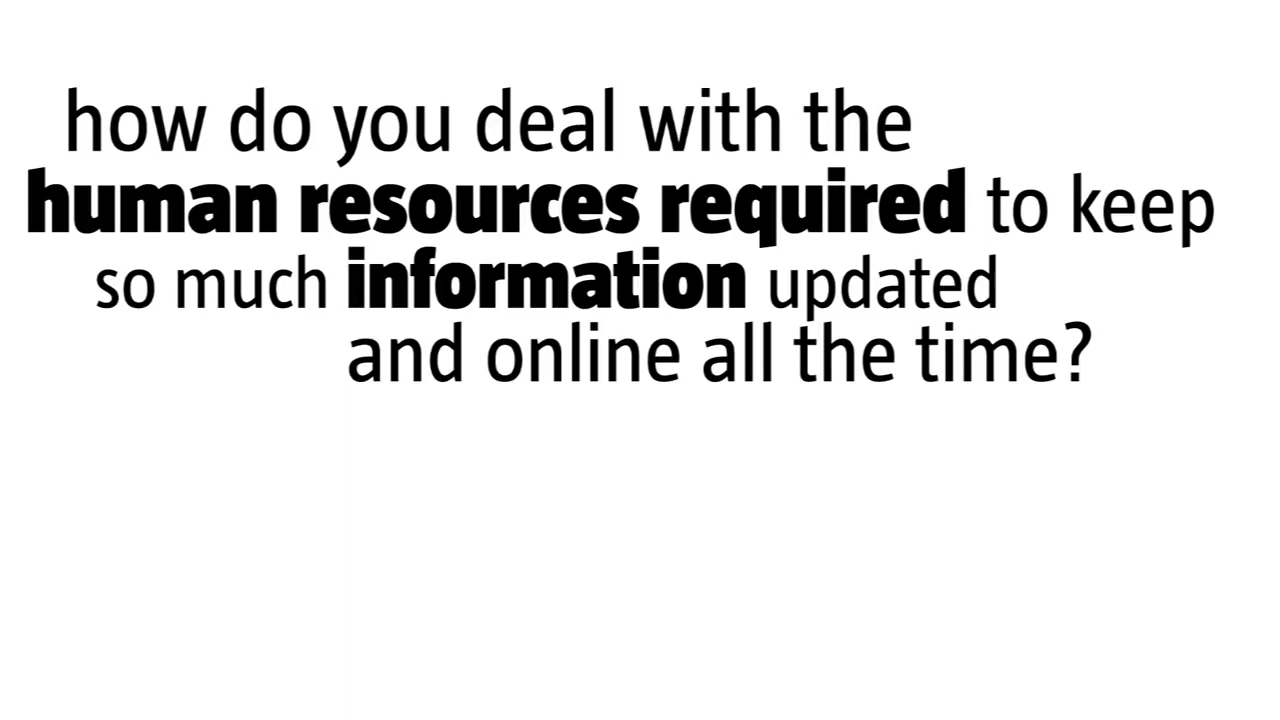 how do you deal with the
human resources required to keep
so much information updated
and online all the time?